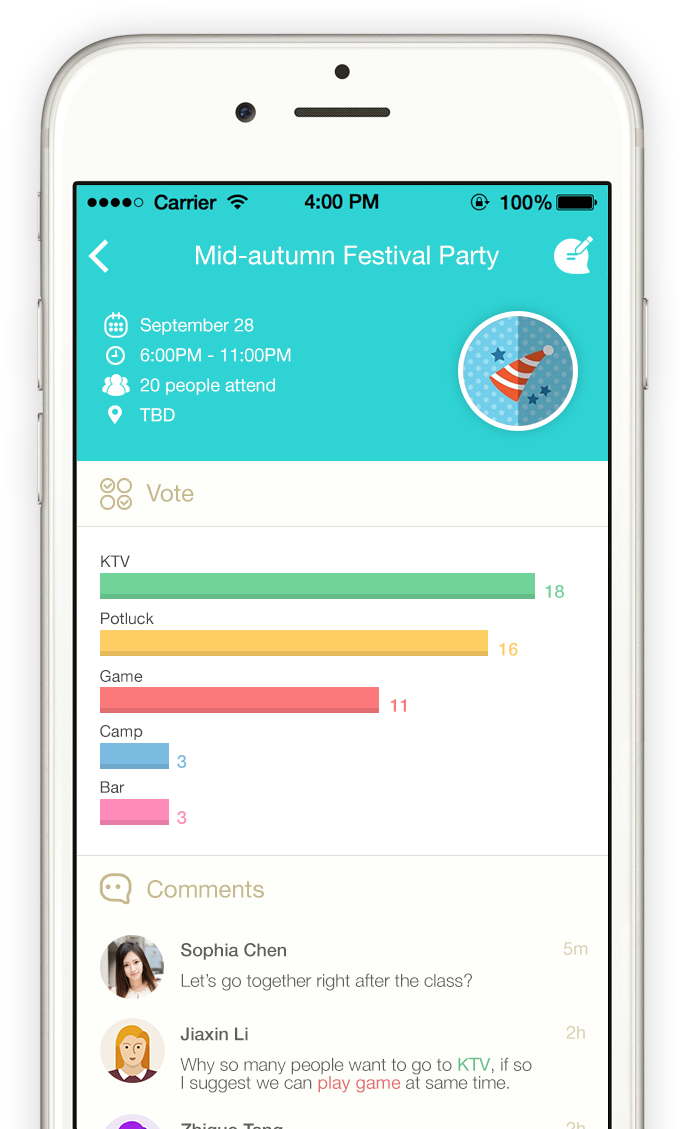 Carrier 4:00 PM 100%
Mid-autumn Festival Party
September 28
6:00PM - 11:00PM
20 people attend
TBD
Vote
KTV
18
Potluck
16
Game
11
Camp
3
Bar
3
Comments
Sophia Chen 5m
Let's go together right after the class?
Jiaxin Li 2h
Why so many people want to go to KTV, if so
I suggest we can play game at same time.
2h